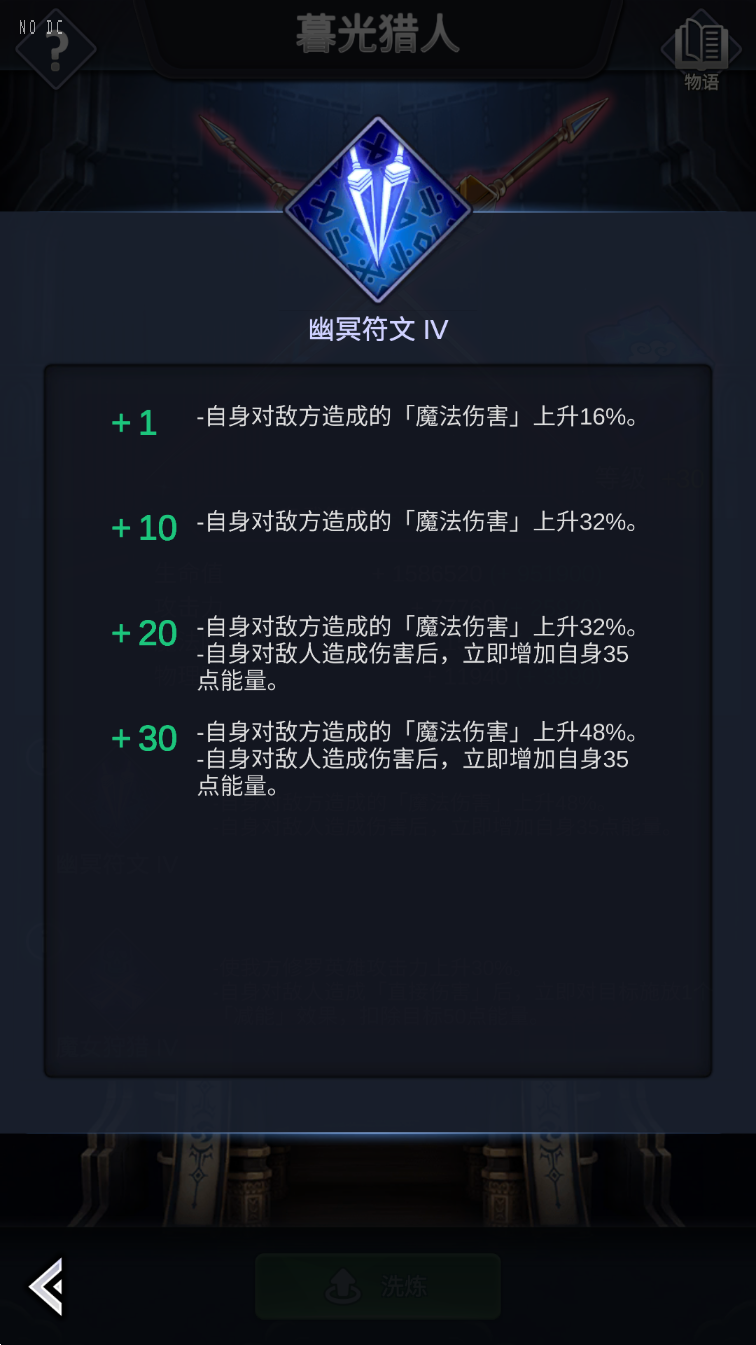 NO DC
暮光猎人
物语
幽冥符文 IV
+1
-自身对敌方造成的「魔法伤害」上升16%。
+10
-自身对敌方造成的「魔法伤害」上升32%。
+20
-自身对敌方造成的「魔法伤害」上升32%。
-自身对敌人造成伤害后，立即增加自身35
点能量。
+30
-自身对敌方造成的「魔法伤害」上升48%。
-自身对敌人造成伤害后，立即增加自身35
点能量。
洗炼